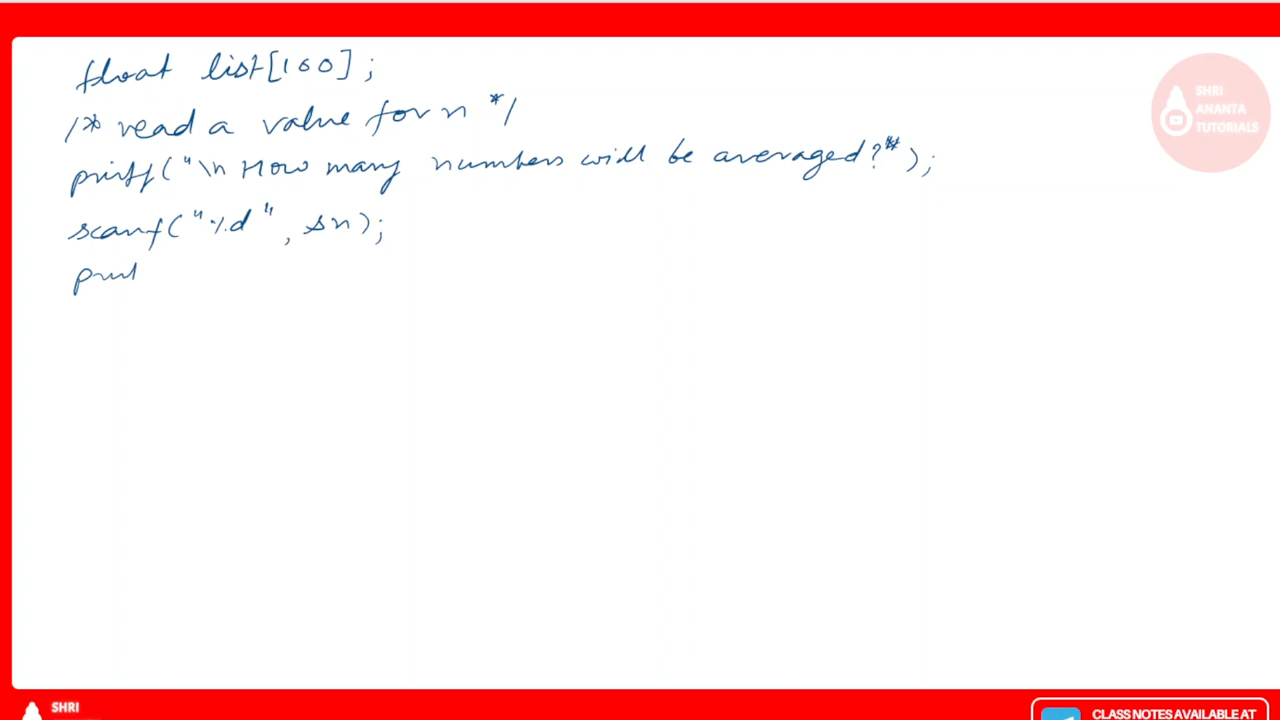 float list[100];
/* read a value for n */
printf("\n How many numbers will be averaged?");
scanf("%d", &n);
print
SHRI
ANANTA
TUTORIALS
SHRI
CLASS NOTES AVAILABLE AT